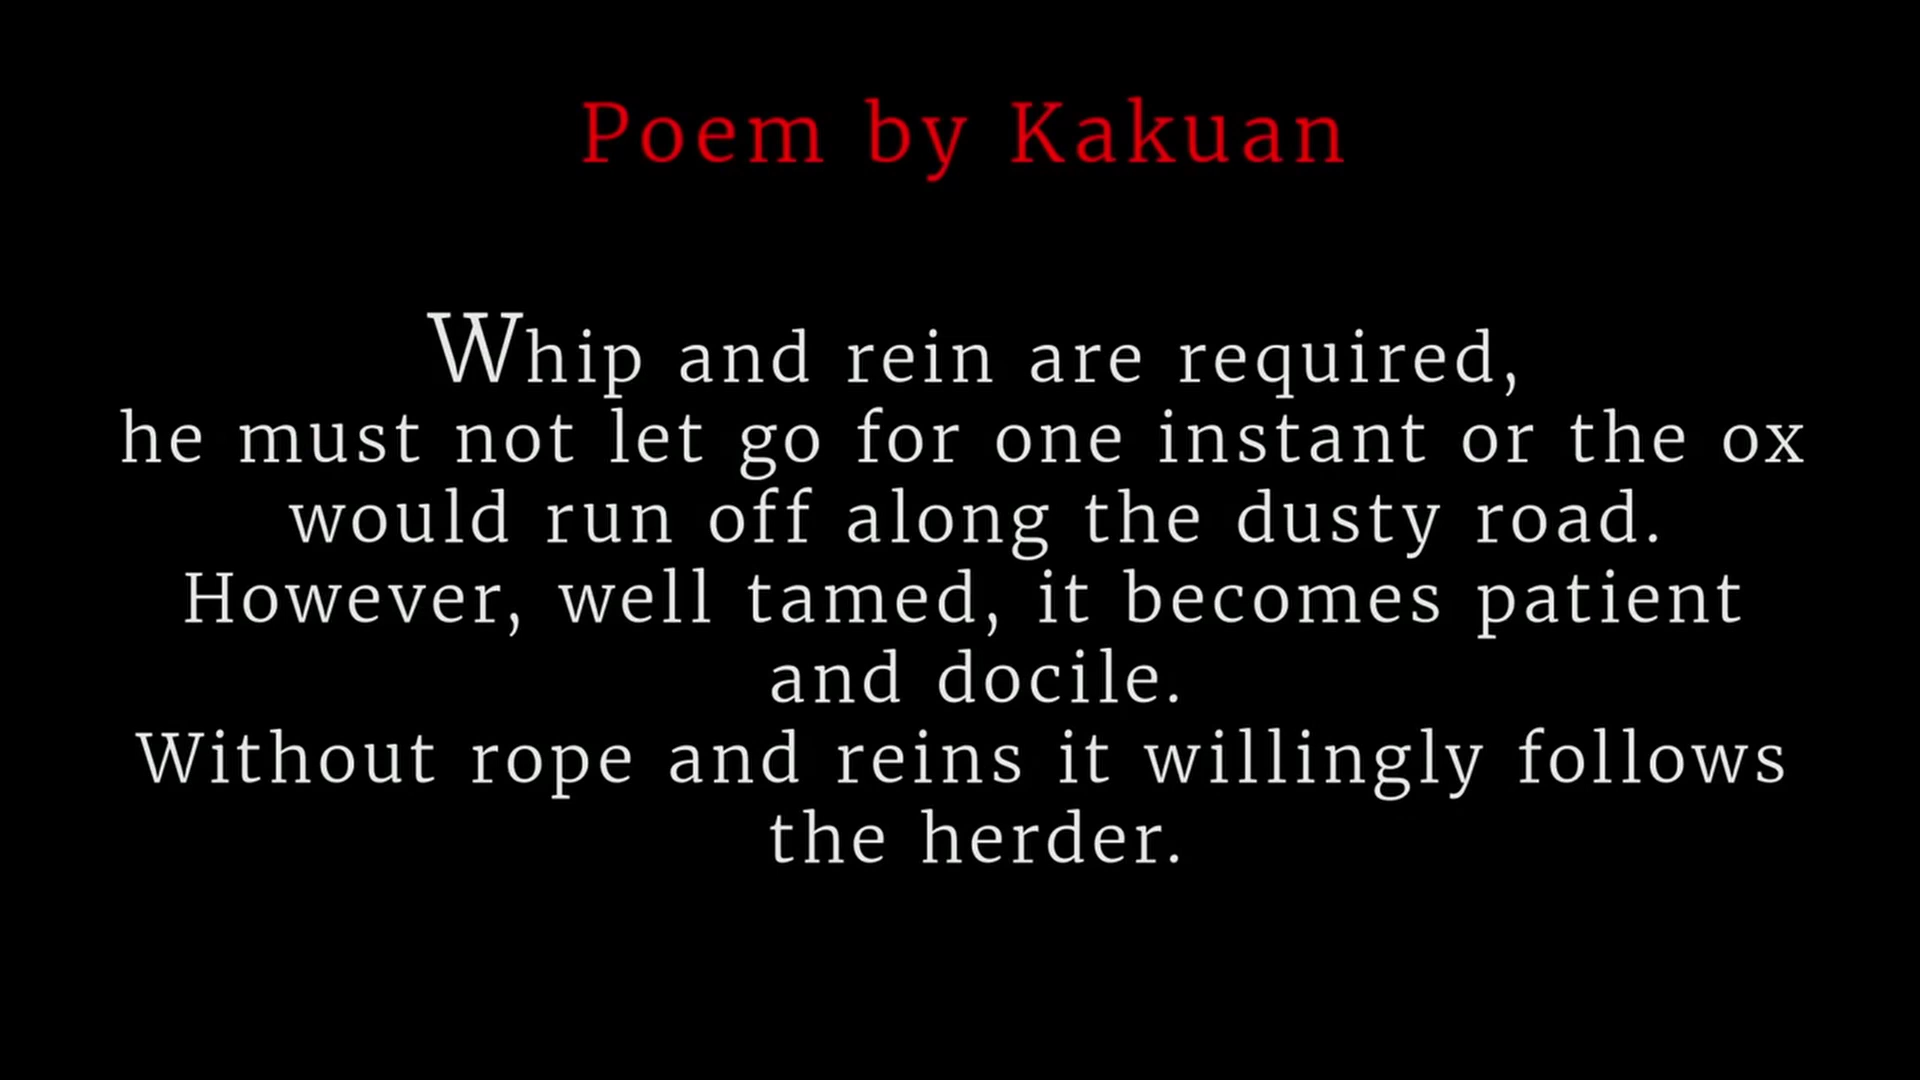 Poem by Kakuan
Whip and rein are required,
he must not let go for one instant or the ox
would run off along the dusty road.
However, well tamed, it becomes patient
and docile.
Without rope and reins it willingly follows
the herder.